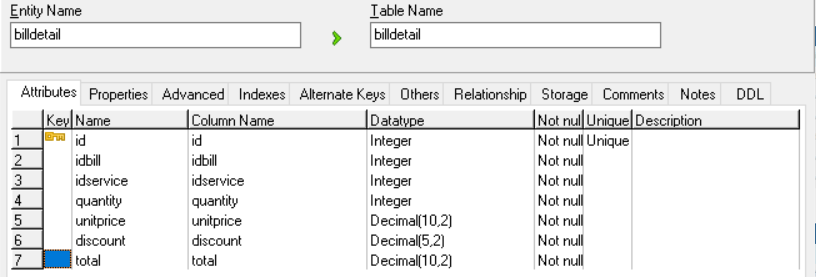 Entity Name Table Name
billdetail billdetail
Attributes Properties Advanced Indexes Alternate Keys Others Relationship Storage Comments Notes DDL
Key Name Column Name Datatype Not nul Unique Description
1 id id Integer Not null Unique
2 idbill idbill Integer Not null
3 idservice idservice Integer Not null
4 quantity quantity Integer Not null
5 unitprice unitprice Decimal(10,2) Not null
6 discount discount Decimal(5,2) Not null
7 total total Decimal(10,2) Not null